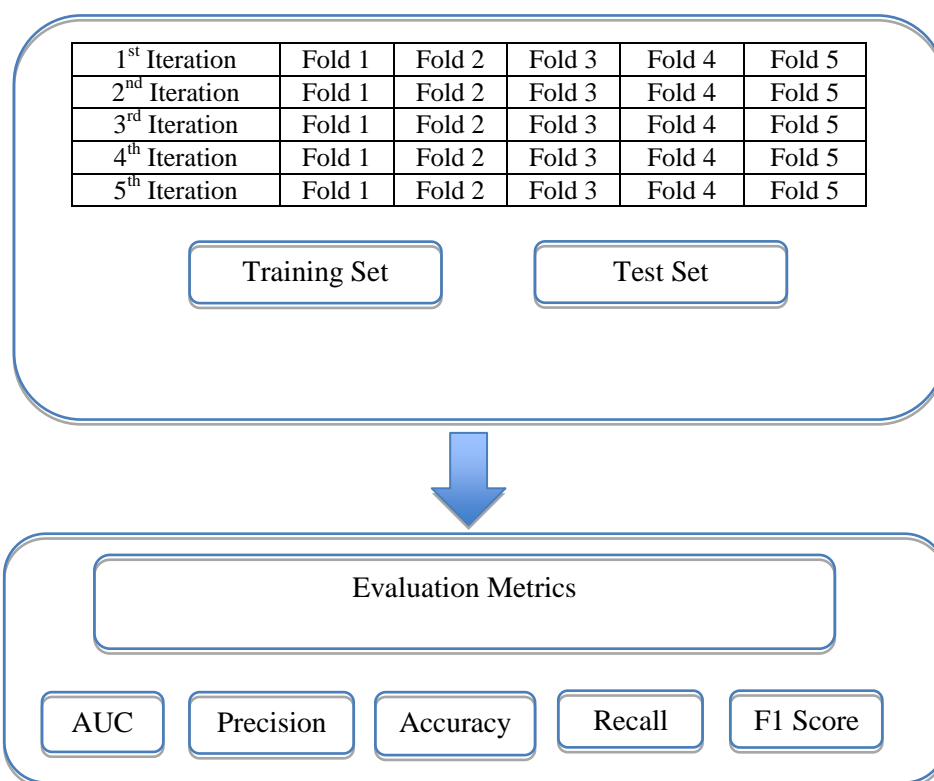 1st Iteration Fold 1 Fold 2 Fold 3 Fold 4 Fold 5
2nd Iteration Fold 1 Fold 2 Fold 3 Fold 4 Fold 5
3rd Iteration Fold 1 Fold 2 Fold 3 Fold 4 Fold 5
4th Iteration Fold 1 Fold 2 Fold 3 Fold 4 Fold 5
5th Iteration Fold 1 Fold 2 Fold 3 Fold 4 Fold 5
Training Set Test Set
Evaluation Metrics
AUC Precision Accuracy Recall F1 Score